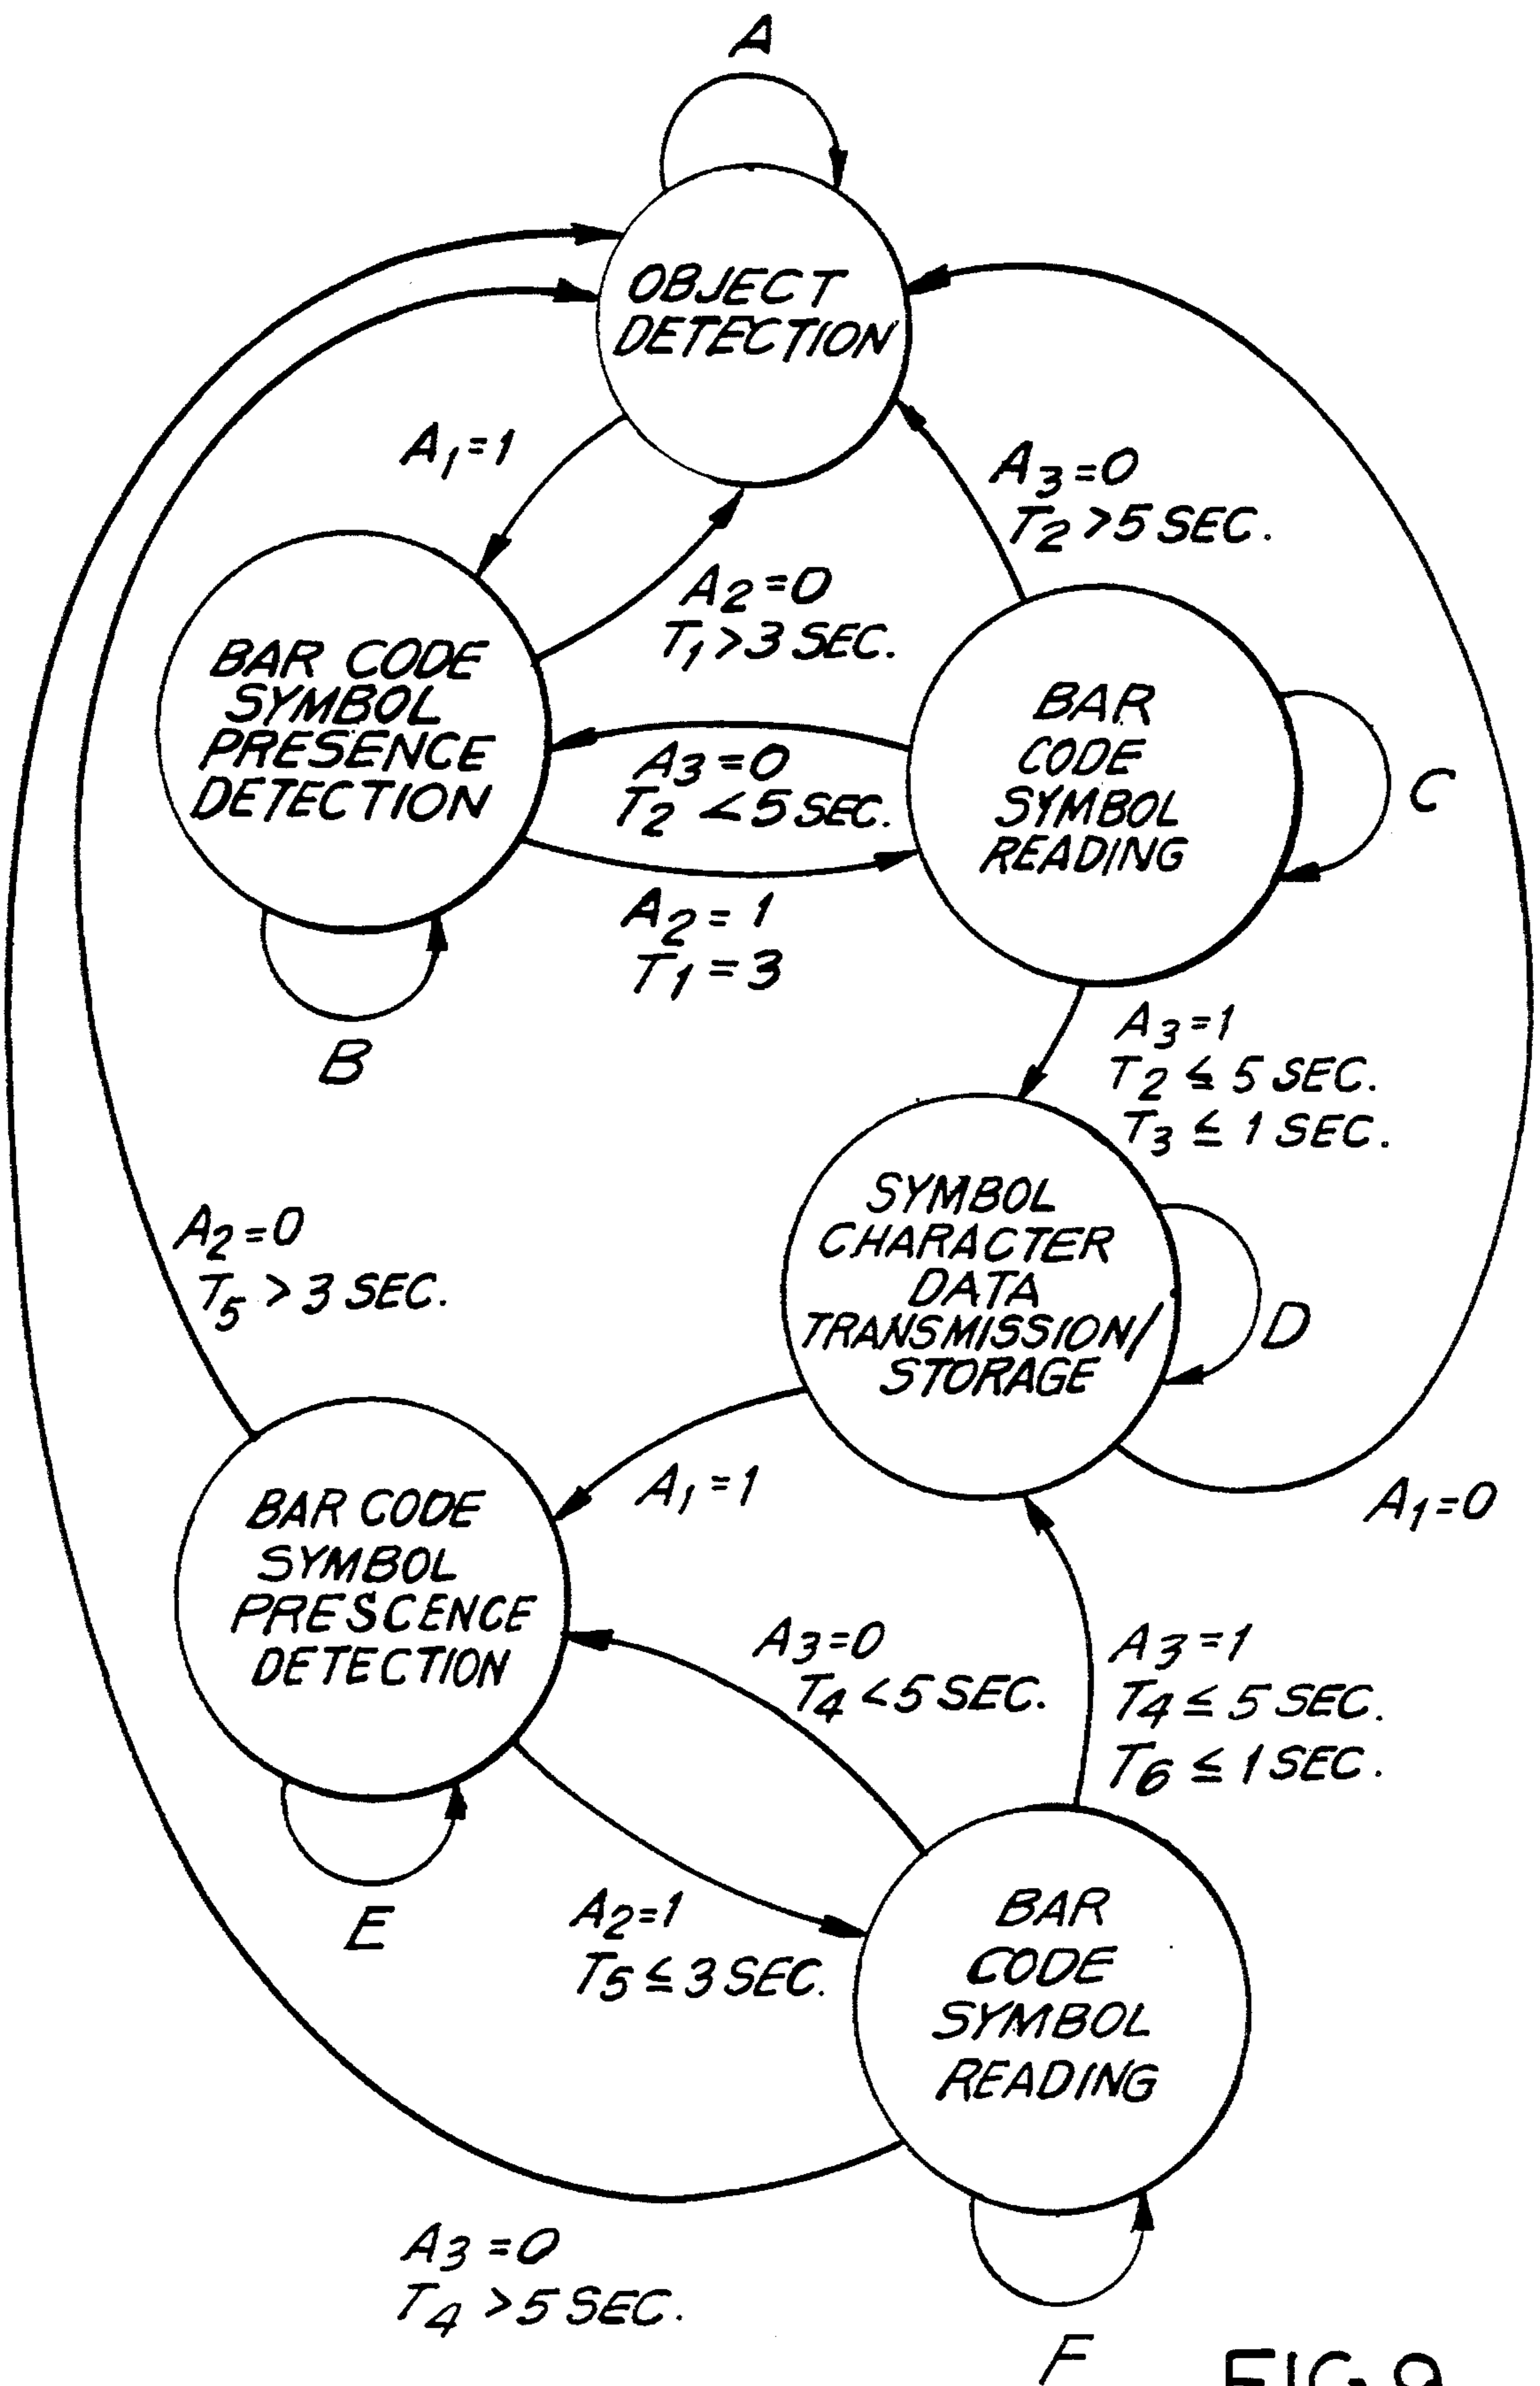 A
OBJECT
DETECTION
A1=1
A3=0
T2>5 SEC.
A2=0
T1>3 SEC.
BAR CODE
SYMBOL
PRESENCE
DETECTION
BAR
CODE
SYMBOL
READING
A3=0
T2<5 SEC.
C
A2=1
T1=3
B
A3=1
T2≤5 SEC.
T3≤1 SEC.
SYMBOL
CHARACTER
DATA
TRANSMISSION/
STORAGE
D
A2=0
T5>3 SEC.
A1=1
A1=0
BAR CODE
SYMBOL
PRESCENCE
DETECTION
A3=0
T4<5 SEC.
A3=1
T4≤5 SEC.
T6≤1 SEC.
E
A2=1
T5≤3 SEC.
BAR
CODE
SYMBOL
READING
A3=0
T4>5 SEC.
F
FIG.9